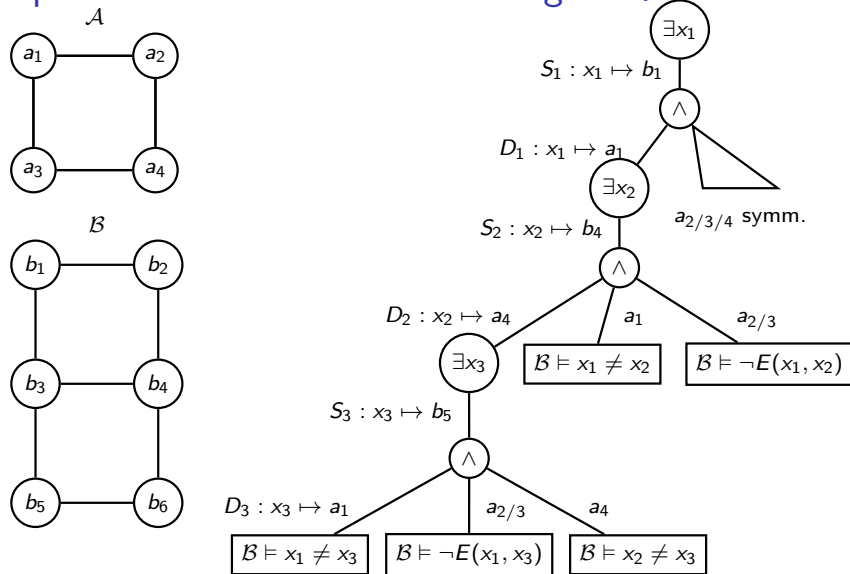 𝒜
a₁ a₂
a₃ a₄
ℬ
b₁ b₂
b₃ b₄
b₅ b₆
∃x₁
S₁ : x₁ ↦ b₁
∧
D₁ : x₁ ↦ a₁
∃x₂
a₂/₃/₄ symm.
S₂ : x₂ ↦ b₄
∧
D₂ : x₂ ↦ a₄
a₁
a₂/₃
∃x₃
ℬ ⊨ x₁ ≠ x₂
ℬ ⊨ ¬E(x₁, x₂)
S₃ : x₃ ↦ b₅
∧
D₃ : x₃ ↦ a₁
a₂/₃
a₄
ℬ ⊨ x₁ ≠ x₃
ℬ ⊨ ¬E(x₁, x₃)
ℬ ⊨ x₂ ≠ x₃